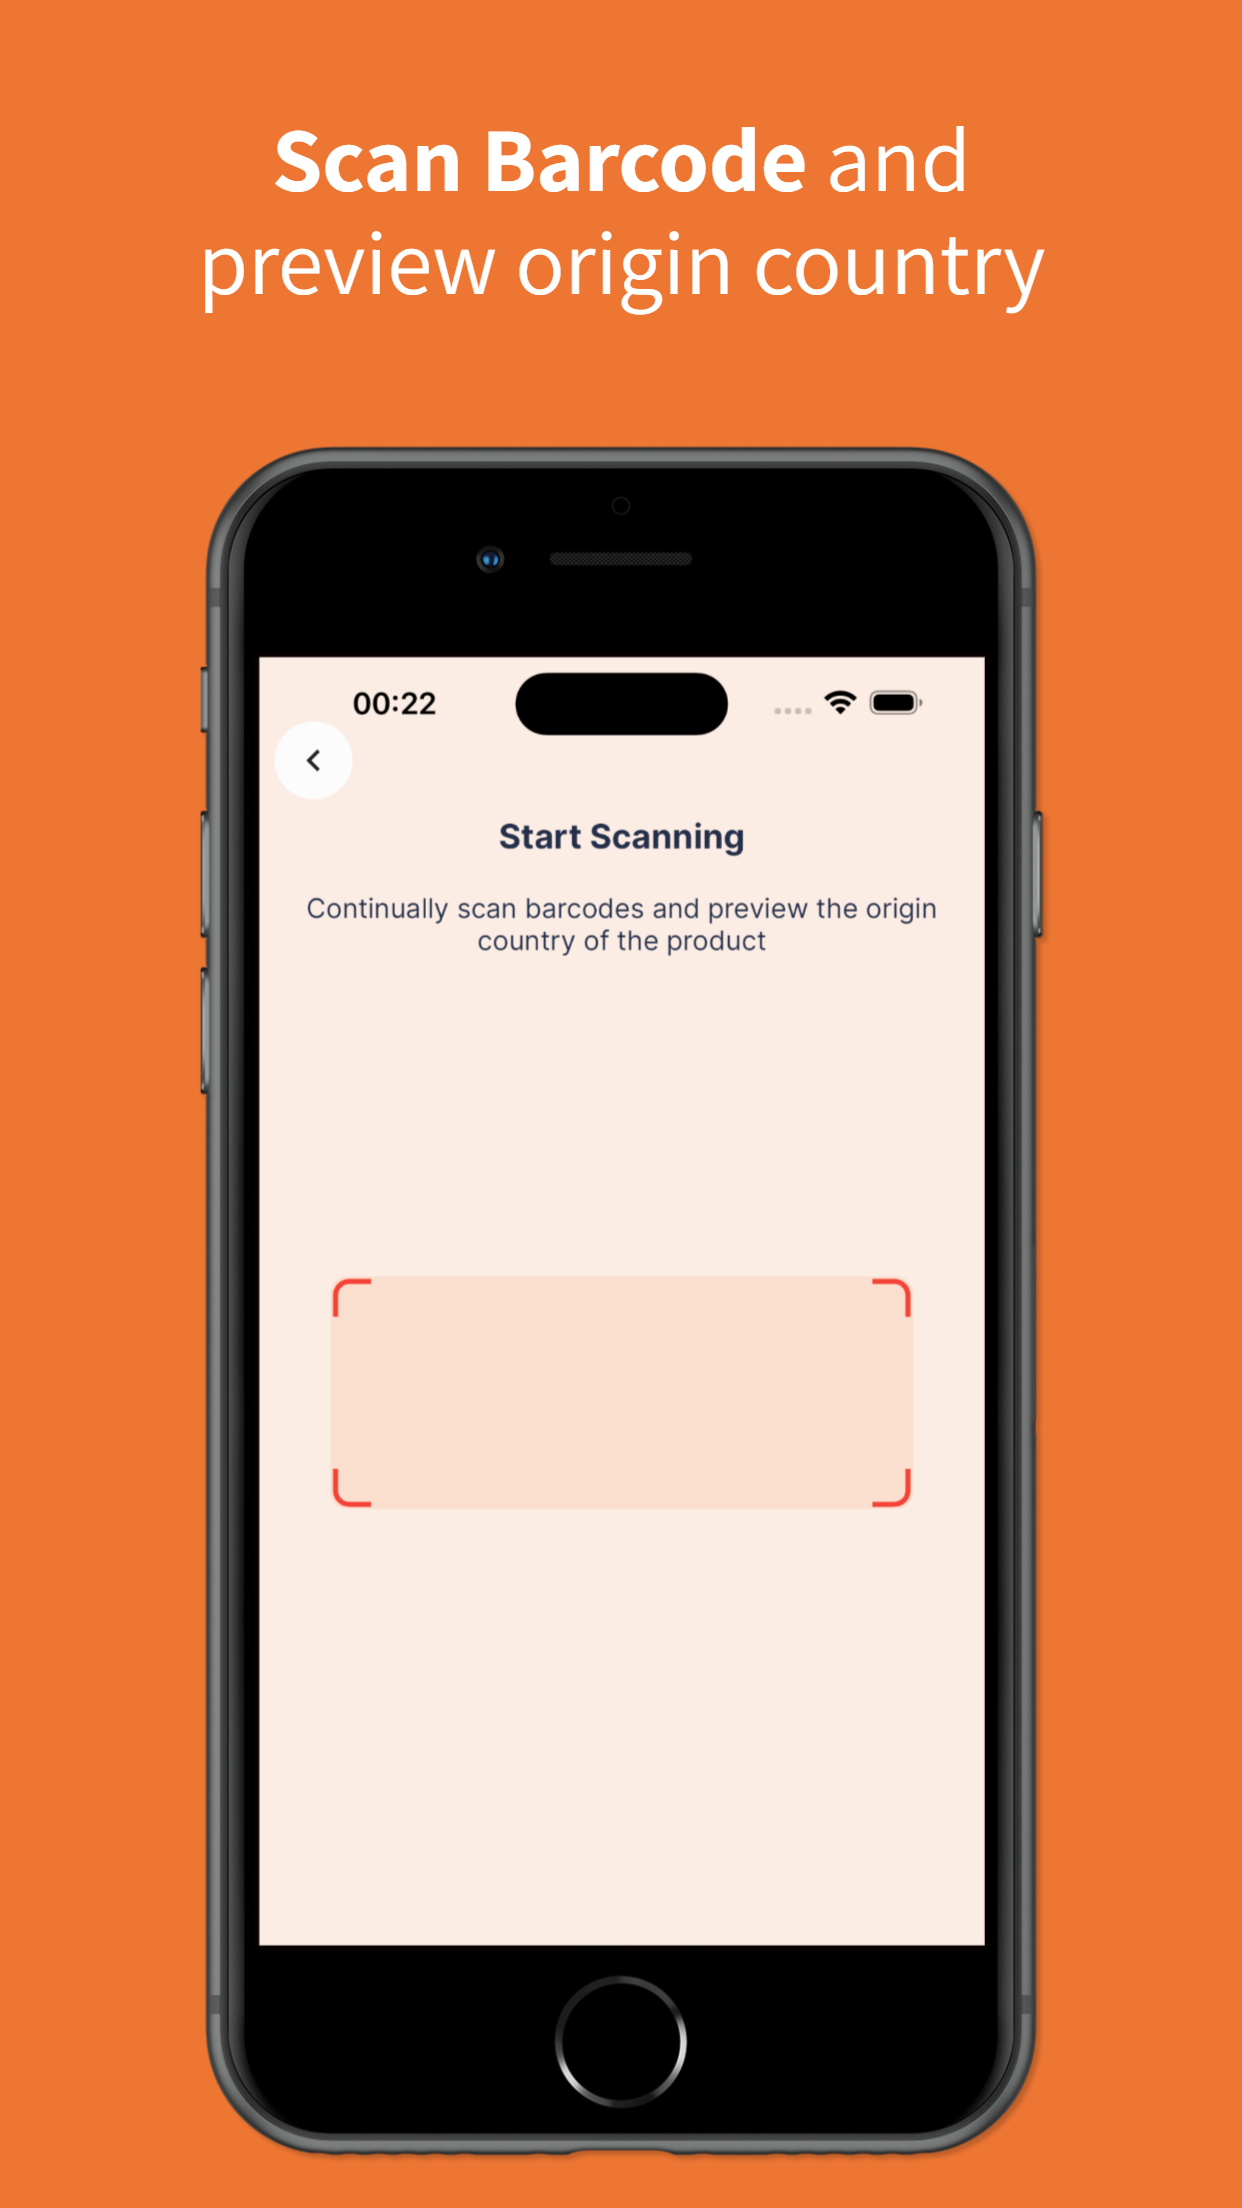 Scan Barcode and
preview origin country
00:22
Start Scanning
Continually scan barcodes and preview the origin
country of the product